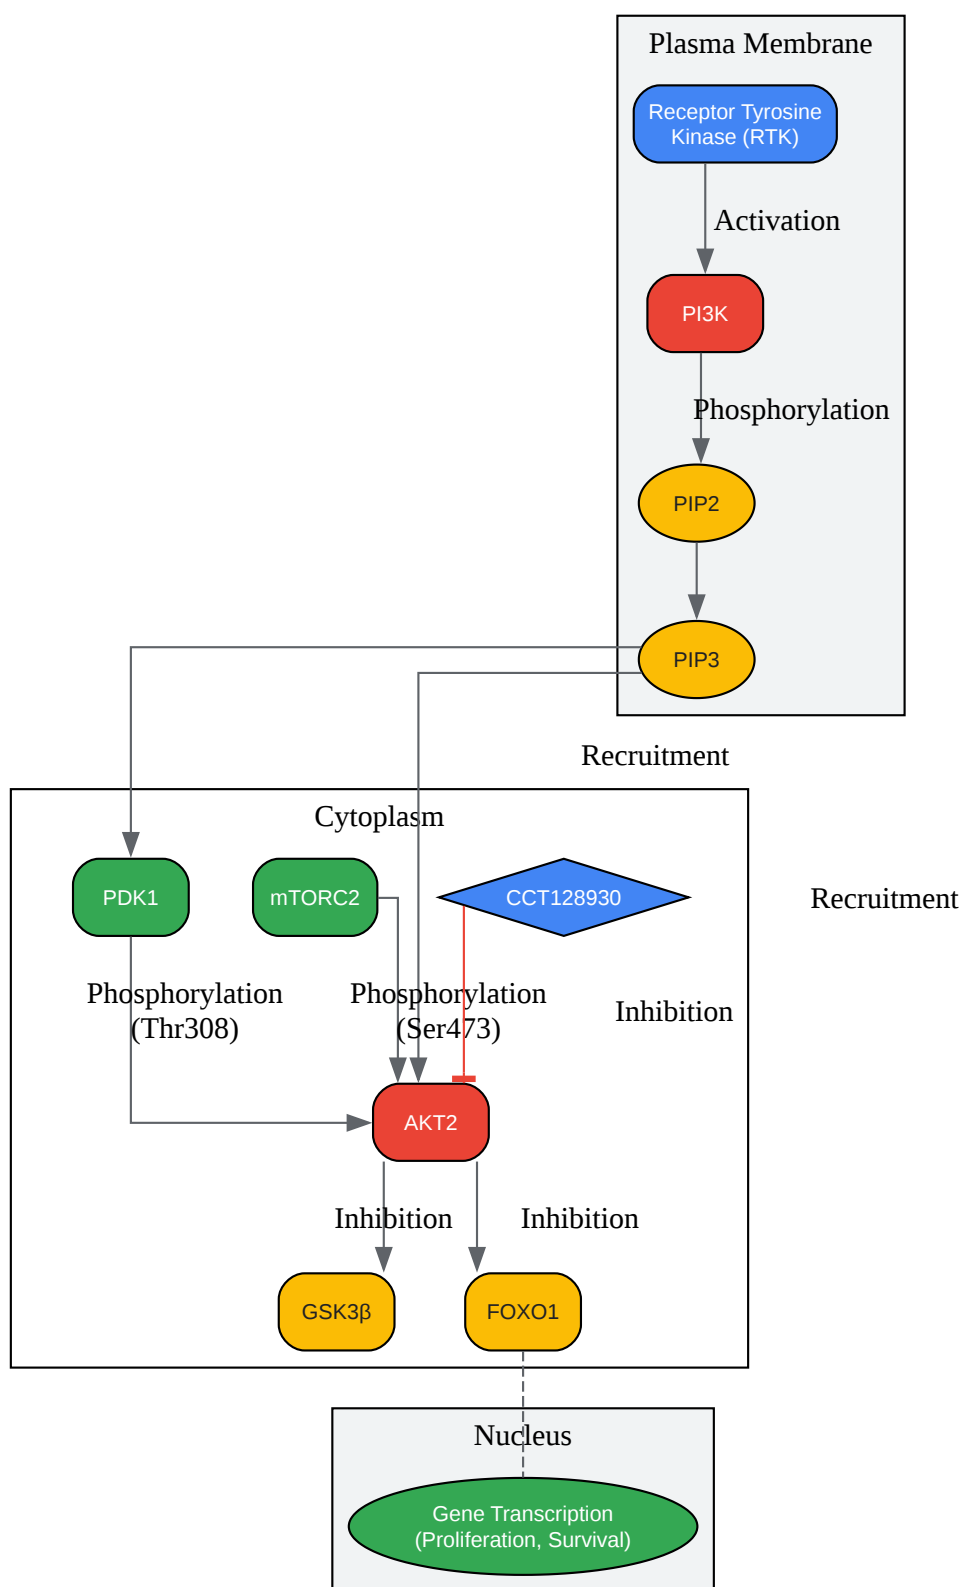 Plasma Membrane
Receptor Tyrosine
Kinase (RTK)
Activation
PI3K
Phosphorylation
PIP2
PIP3
Recruitment
Cytoplasm
PDK1
mTORC2
CCT128930
Recruitment
Phosphorylation
(Thr308)
Phosphorylation
(Ser473)
Inhibition
AKT2
Inhibition
Inhibition
GSK3β
FOXO1
Nucleus
Gene Transcription
(Proliferation, Survival)